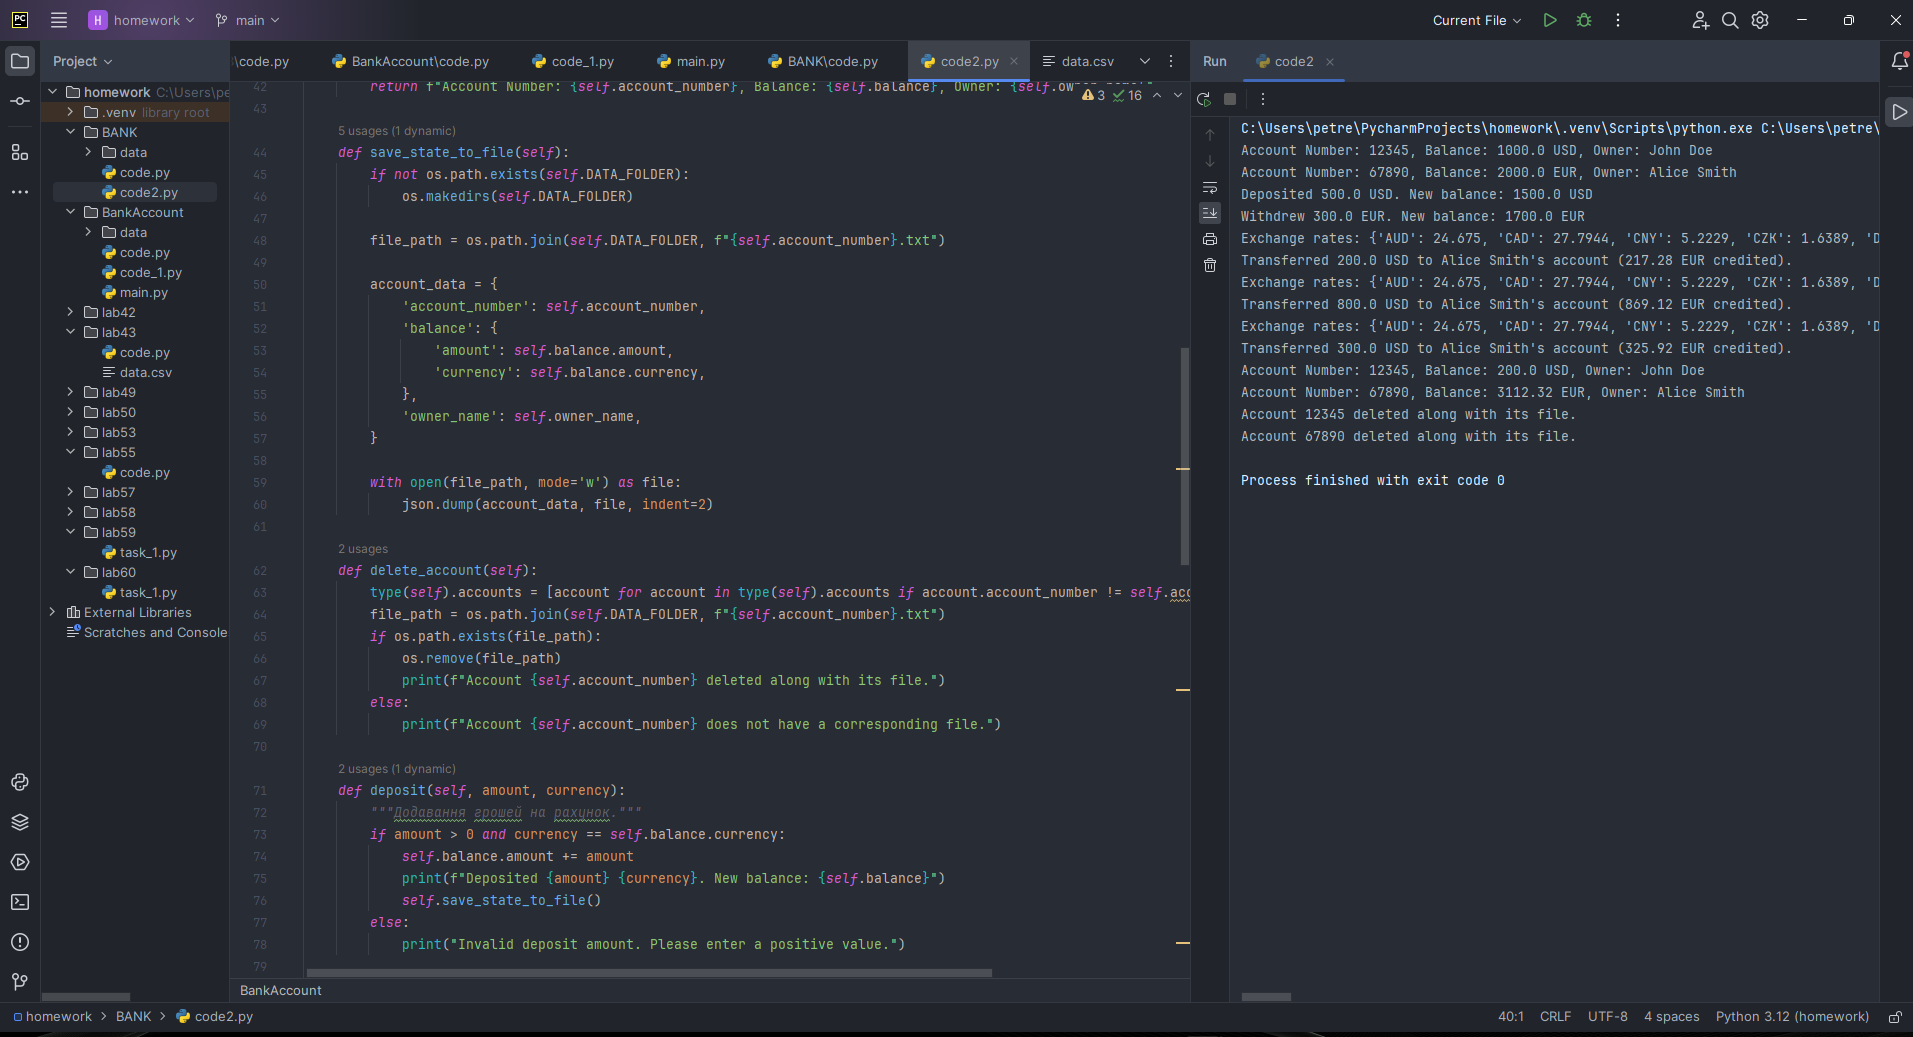 PC
H homework main Current File
Project
\code.py BankAccount\code.py code_1.py main.py BANK\code.py code2.py data.csv
Run code2
homework C:\Users\pe
.venv library root
BANK
data
code.py
code2.py
BankAccount
data
code.py
code_1.py
main.py
lab42
lab43
code.py
data.csv
lab49
lab50
lab53
lab55
code.py
lab57
lab58
lab59
task_1.py
lab60
task_1.py
External Libraries
Scratches and Console
3 16
42 return f"Account Number: {self.account_number}, Balance: {self.balance}, Owner: {self.ow
43
5 usages (1 dynamic)
44 def save_state_to_file(self):
45 if not os.path.exists(self.DATA_FOLDER):
46 os.makedirs(self.DATA_FOLDER)
47
48 file_path = os.path.join(self.DATA_FOLDER, f"{self.account_number}.txt")
49
50 account_data = {
51 'account_number': self.account_number,
52 'balance': {
53 'amount': self.balance.amount,
54 'currency': self.balance.currency,
55 },
56 'owner_name': self.owner_name,
57 }
58
59 with open(file_path, mode='w') as file:
60 json.dump(account_data, file, indent=2)
61
2 usages
62 def delete_account(self):
63 type(self).accounts = [account for account in type(self).accounts if account.account_number != self.acc
64 file_path = os.path.join(self.DATA_FOLDER, f"{self.account_number}.txt")
65 if os.path.exists(file_path):
66 os.remove(file_path)
67 print(f"Account {self.account_number} deleted along with its file.")
68 else:
69 print(f"Account {self.account_number} does not have a corresponding file.")
70
2 usages (1 dynamic)
71 def deposit(self, amount, currency):
72 """Додавання грошей на рахунок."""
73 if amount > 0 and currency == self.balance.currency:
74 self.balance.amount += amount
75 print(f"Deposited {amount} {currency}. New balance: {self.balance}")
76 self.save_state_to_file()
77 else:
78 print("Invalid deposit amount. Please enter a positive value.")
79
BankAccount
C:\Users\petre\PycharmProjects\homework\.venv\Scripts\python.exe C:\Users\petre\
Account Number: 12345, Balance: 1000.0 USD, Owner: John Doe
Account Number: 67890, Balance: 2000.0 EUR, Owner: Alice Smith
Deposited 500.0 USD. New balance: 1500.0 USD
Withdrew 300.0 EUR. New balance: 1700.0 EUR
Exchange rates: {'AUD': 24.675, 'CAD': 27.7944, 'CNY': 5.2229, 'CZK': 1.6389, 'D
Transferred 200.0 USD to Alice Smith's account (217.28 EUR credited).
Exchange rates: {'AUD': 24.675, 'CAD': 27.7944, 'CNY': 5.2229, 'CZK': 1.6389, 'D
Transferred 800.0 USD to Alice Smith's account (869.12 EUR credited).
Exchange rates: {'AUD': 24.675, 'CAD': 27.7944, 'CNY': 5.2229, 'CZK': 1.6389, 'D
Transferred 300.0 USD to Alice Smith's account (325.92 EUR credited).
Account Number: 12345, Balance: 200.0 USD, Owner: John Doe
Account Number: 67890, Balance: 3112.32 EUR, Owner: Alice Smith
Account 12345 deleted along with its file.
Account 67890 deleted along with its file.
Process finished with exit code 0
homework > BANK > code2.py
40:1 CRLF UTF-8 4 spaces Python 3.12 (homework)